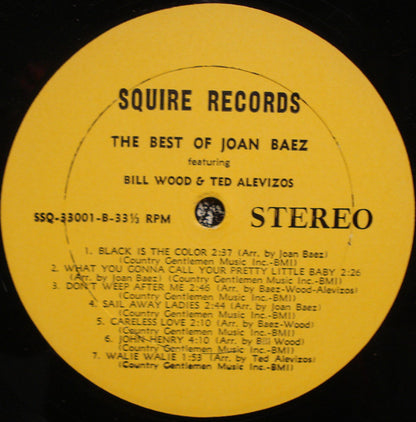 SQUIRE RECORDS
THE BEST OF JOAN BAEZ
featuring
BILL WOOD & TED ALEVIZOS
SSQ-33001-B-33⅓ RPM
STEREO
1. BLACK IS THE COLOR 2:37 (Arr. by Joan Baez)
(Country Gentlemen Music Inc.-BMI)
2. WHAT YOU GONNA CALL YOUR PRETTY LITTLE BABY 2:26
(Arr. by Joan Baez) (Country Gentlemen Music Inc.-BMI)
3. DON'T WEEP AFTER ME 2:46 (Arr. by Baez-Wood-Alevizos)
(Country Gentlemen Music Inc.-BMI)
4. SAIL AWAY LADIES 2:44 (Arr. by Joan Baez)
(Country Gentlemen Music Inc.-BMI)
5. CARELESS LOVE 2:10 (Arr. by Baez-Wood)
(Country Gentlemen Music Inc.-BMI)
6. JOHN-HENRY 4:10 (Arr. by Bill Wood)
(Country Gentlemen Music Inc.-BMI)
7. WALIE WALIE 1:53 (Arr. by Ted Alevizos)
(Country Gentlemen Music Inc.-BMI)